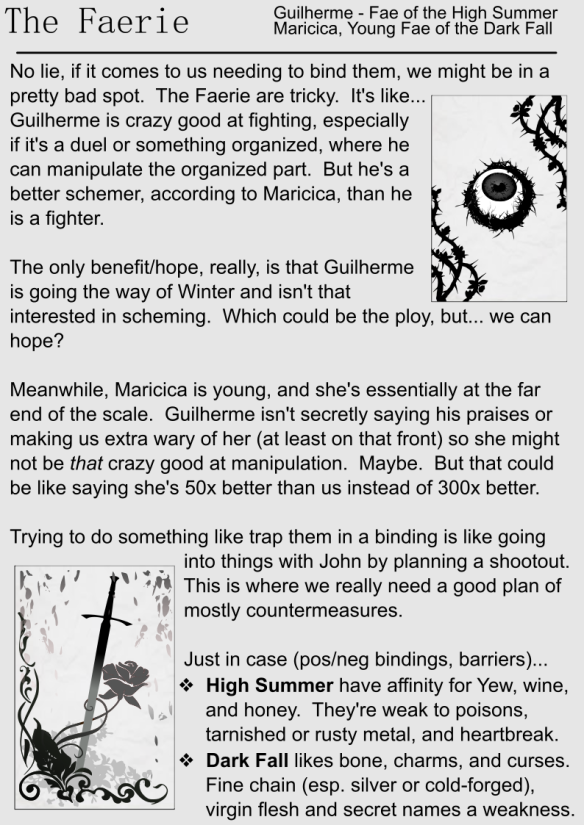 The Faerie
Guilherme - Fae of the High Summer
Maricica, Young Fae of the Dark Fall
No lie, if it comes to us needing to bind them, we might be in a
pretty bad spot. The Faerie are tricky. It's like...
Guilherme is crazy good at fighting, especially
if it's a duel or something organized, where he
can manipulate the organized part. But he's a
better schemer, according to Maricica, than he
is a fighter.
The only benefit/hope, really, is that Guilherme
is going the way of Winter and isn't that
interested in scheming. Which could be the ploy, but... we can
hope?
Meanwhile, Maricica is young, and she's essentially at the far
end of the scale. Guilherme isn't secretly saying his praises or
making us extra wary of her (at least on that front) so she might
not be that crazy good at manipulation. Maybe. But that could
be like saying she's 50x better than us instead of 300x better.
Trying to do something like trap them in a binding is like going
into things with John by planning a shootout.
This is where we really need a good plan of
mostly countermeasures.
Just in case (pos/neg bindings, barriers)...
❖ High Summer have affinity for Yew, wine,
and honey. They're weak to poisons,
tarnished or rusty metal, and heartbreak.
❖ Dark Fall likes bone, charms, and curses.
Fine chain (esp. silver or cold-forged),
virgin flesh and secret names a weakness.